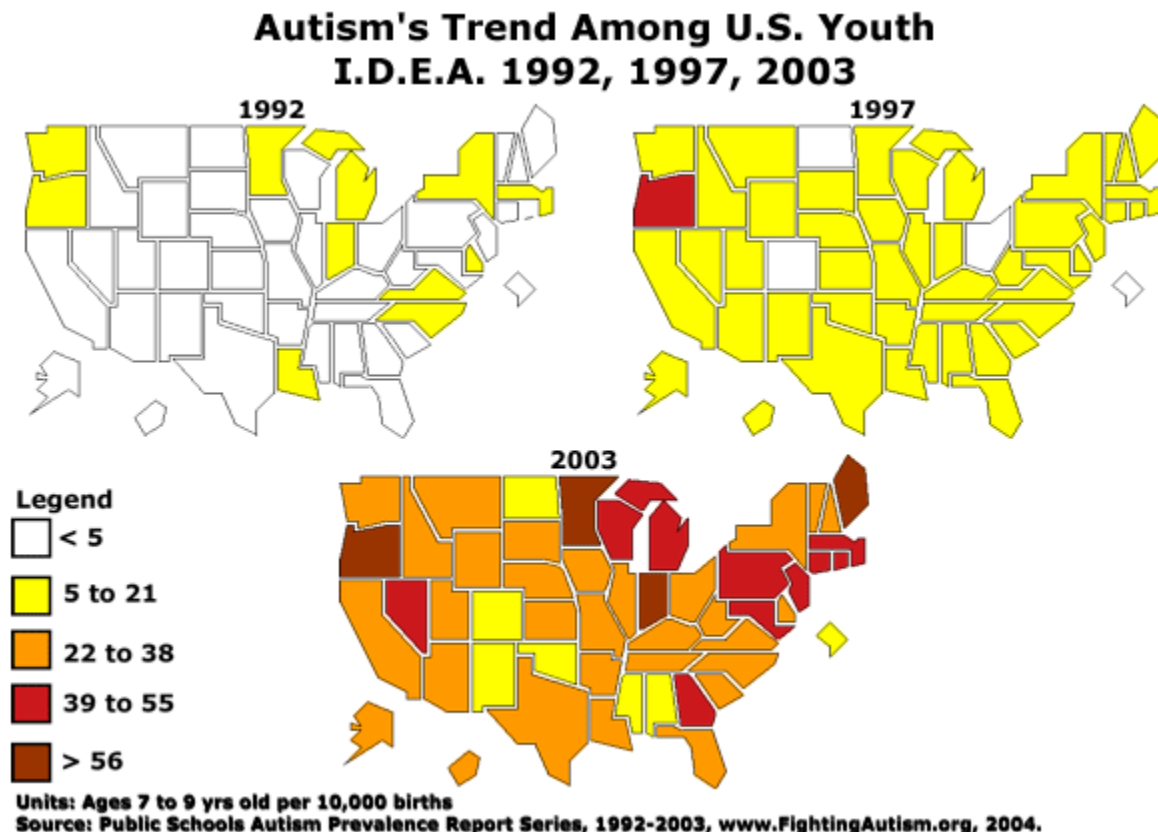 Autism's Trend Among U.S. Youth
I.D.E.A. 1992, 1997, 2003
1992
1997
2003
Legend
< 5
5 to 21
22 to 38
39 to 55
> 56
Units: Ages 7 to 9 yrs old per 10,000 births
Source: Public Schools Autism Prevalence Report Series, 1992-2003, www.FightingAutism.org, 2004.